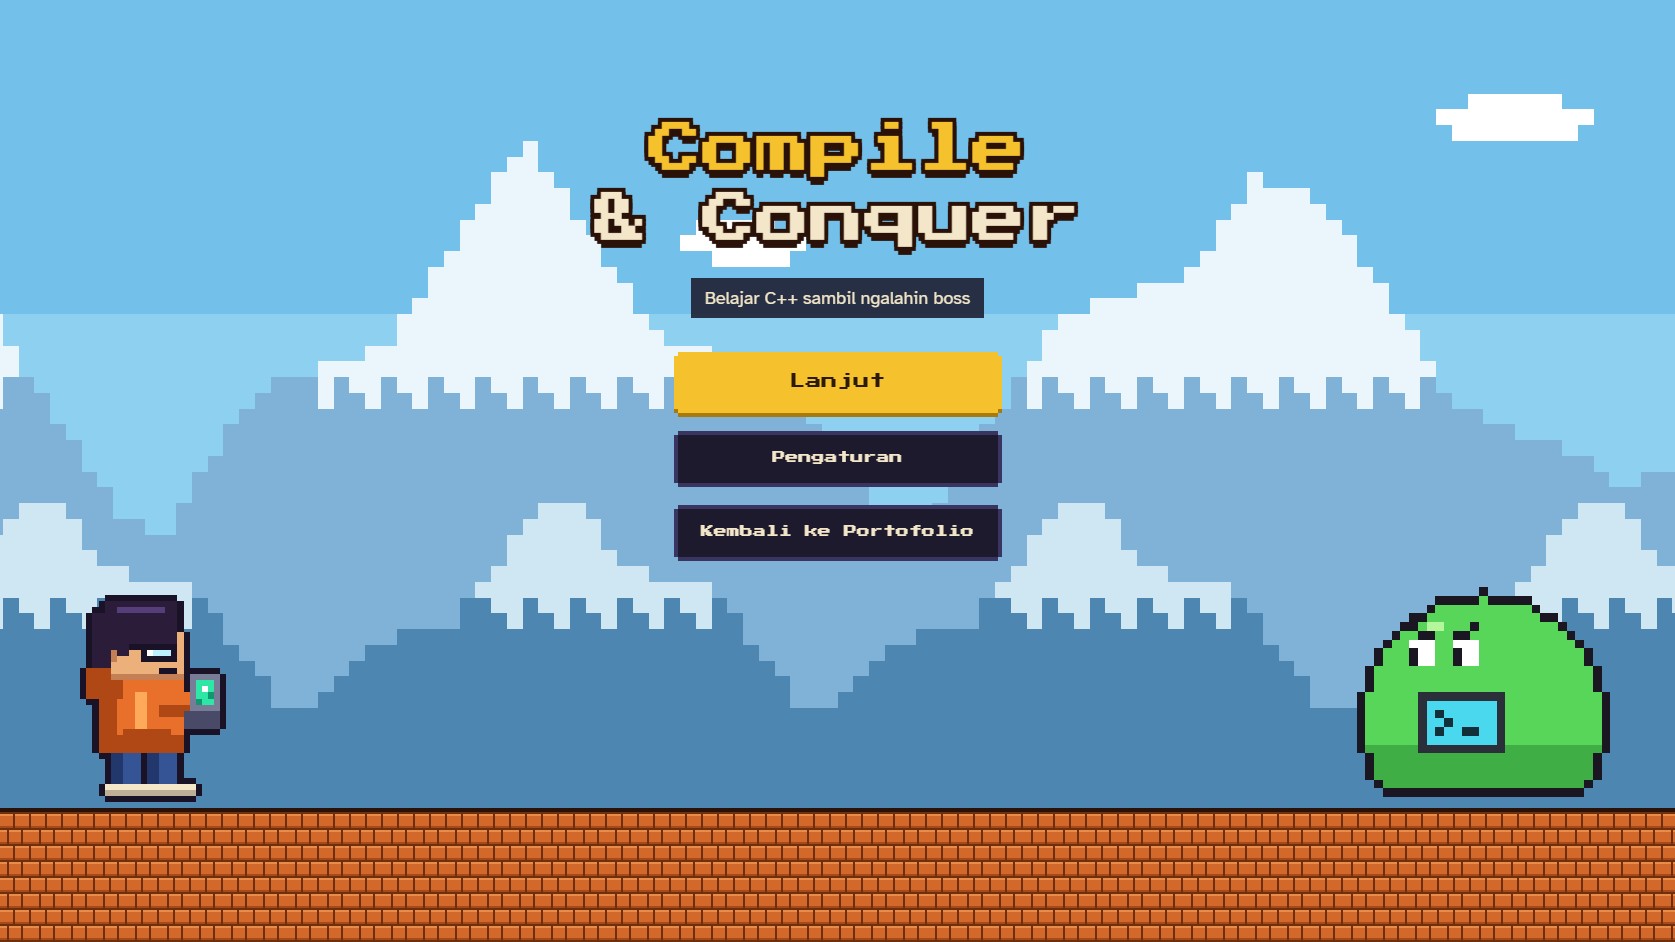 Compile
& Conquer
Belajar C++ sambil ngalahin boss
Lanjut
Pengaturan
Kembali ke Portofolio